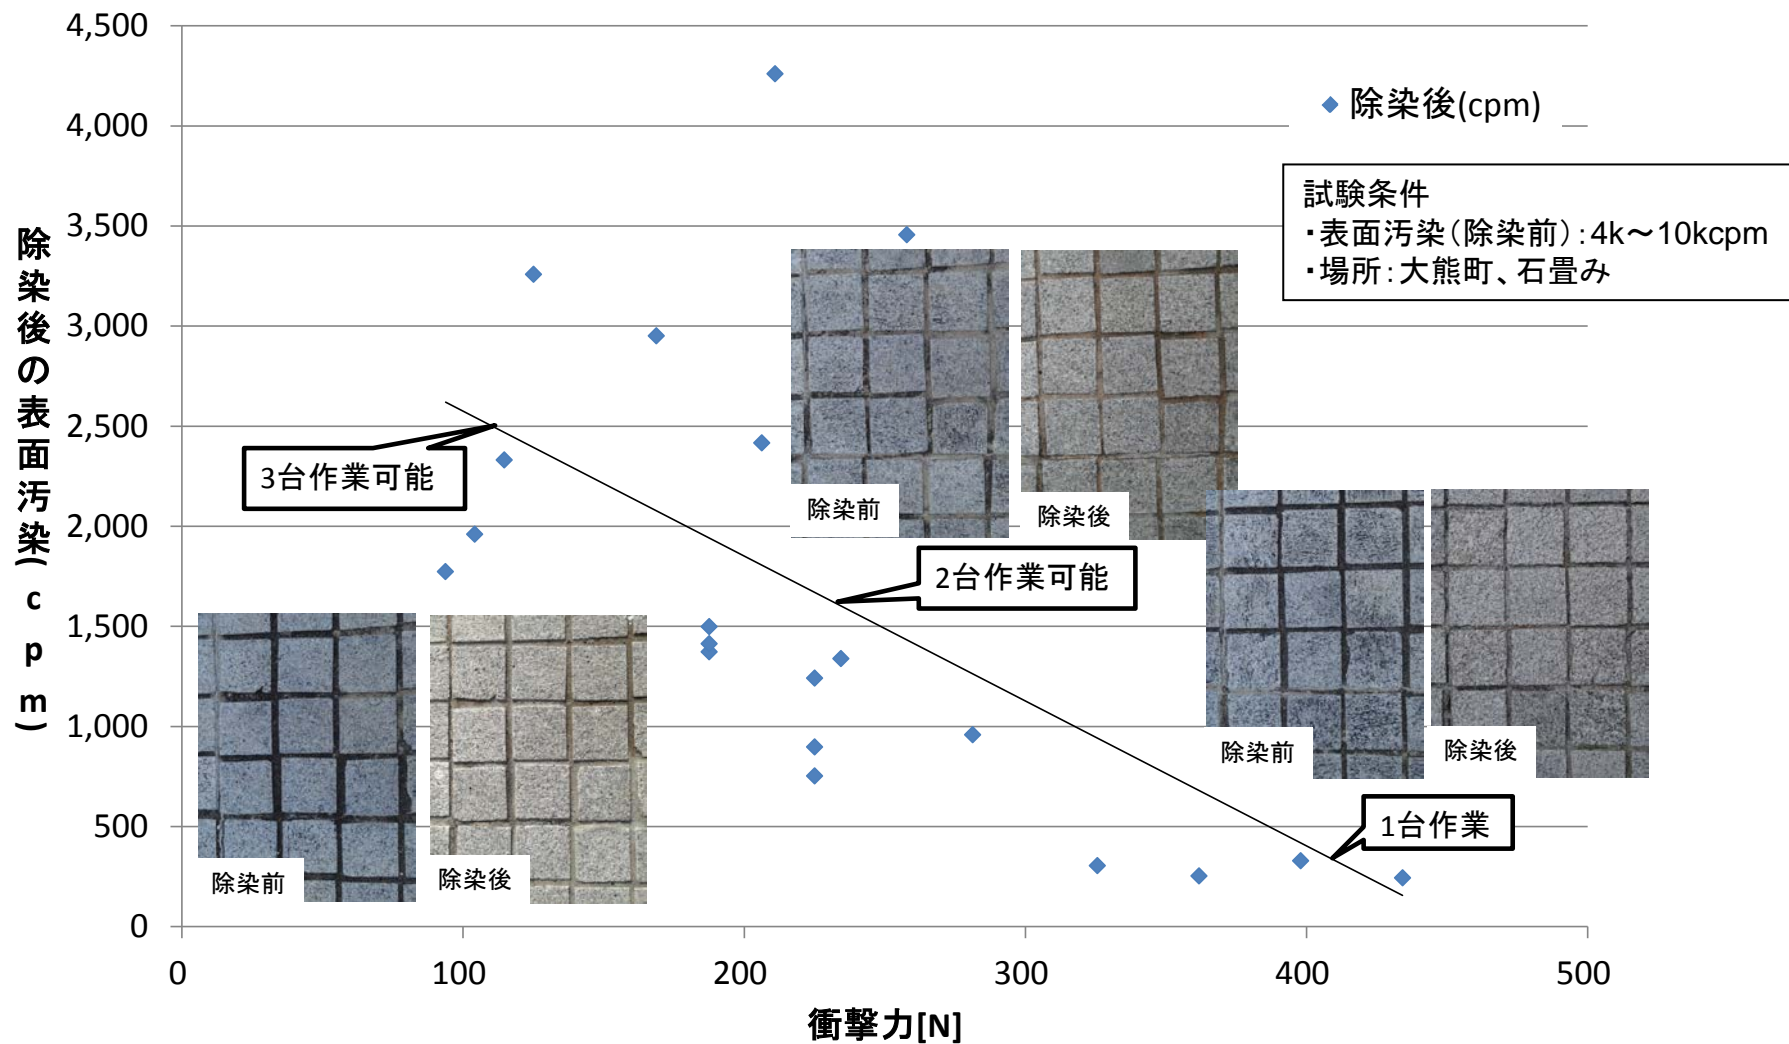 4,500
4,000
3,500
3,000
2,500
2,000
1,500
1,000
500
0
除染後の表面汚染(cpm)
除染後(cpm)
試験条件
・表面汚染(除染前):4k～10kcpm
・場所:大熊町、石畳み
3台作業可能
2台作業可能
1台作業
除染前
除染後
除染前
除染後
除染前
除染後
0
100
200
300
400
500
衝撃力[N]